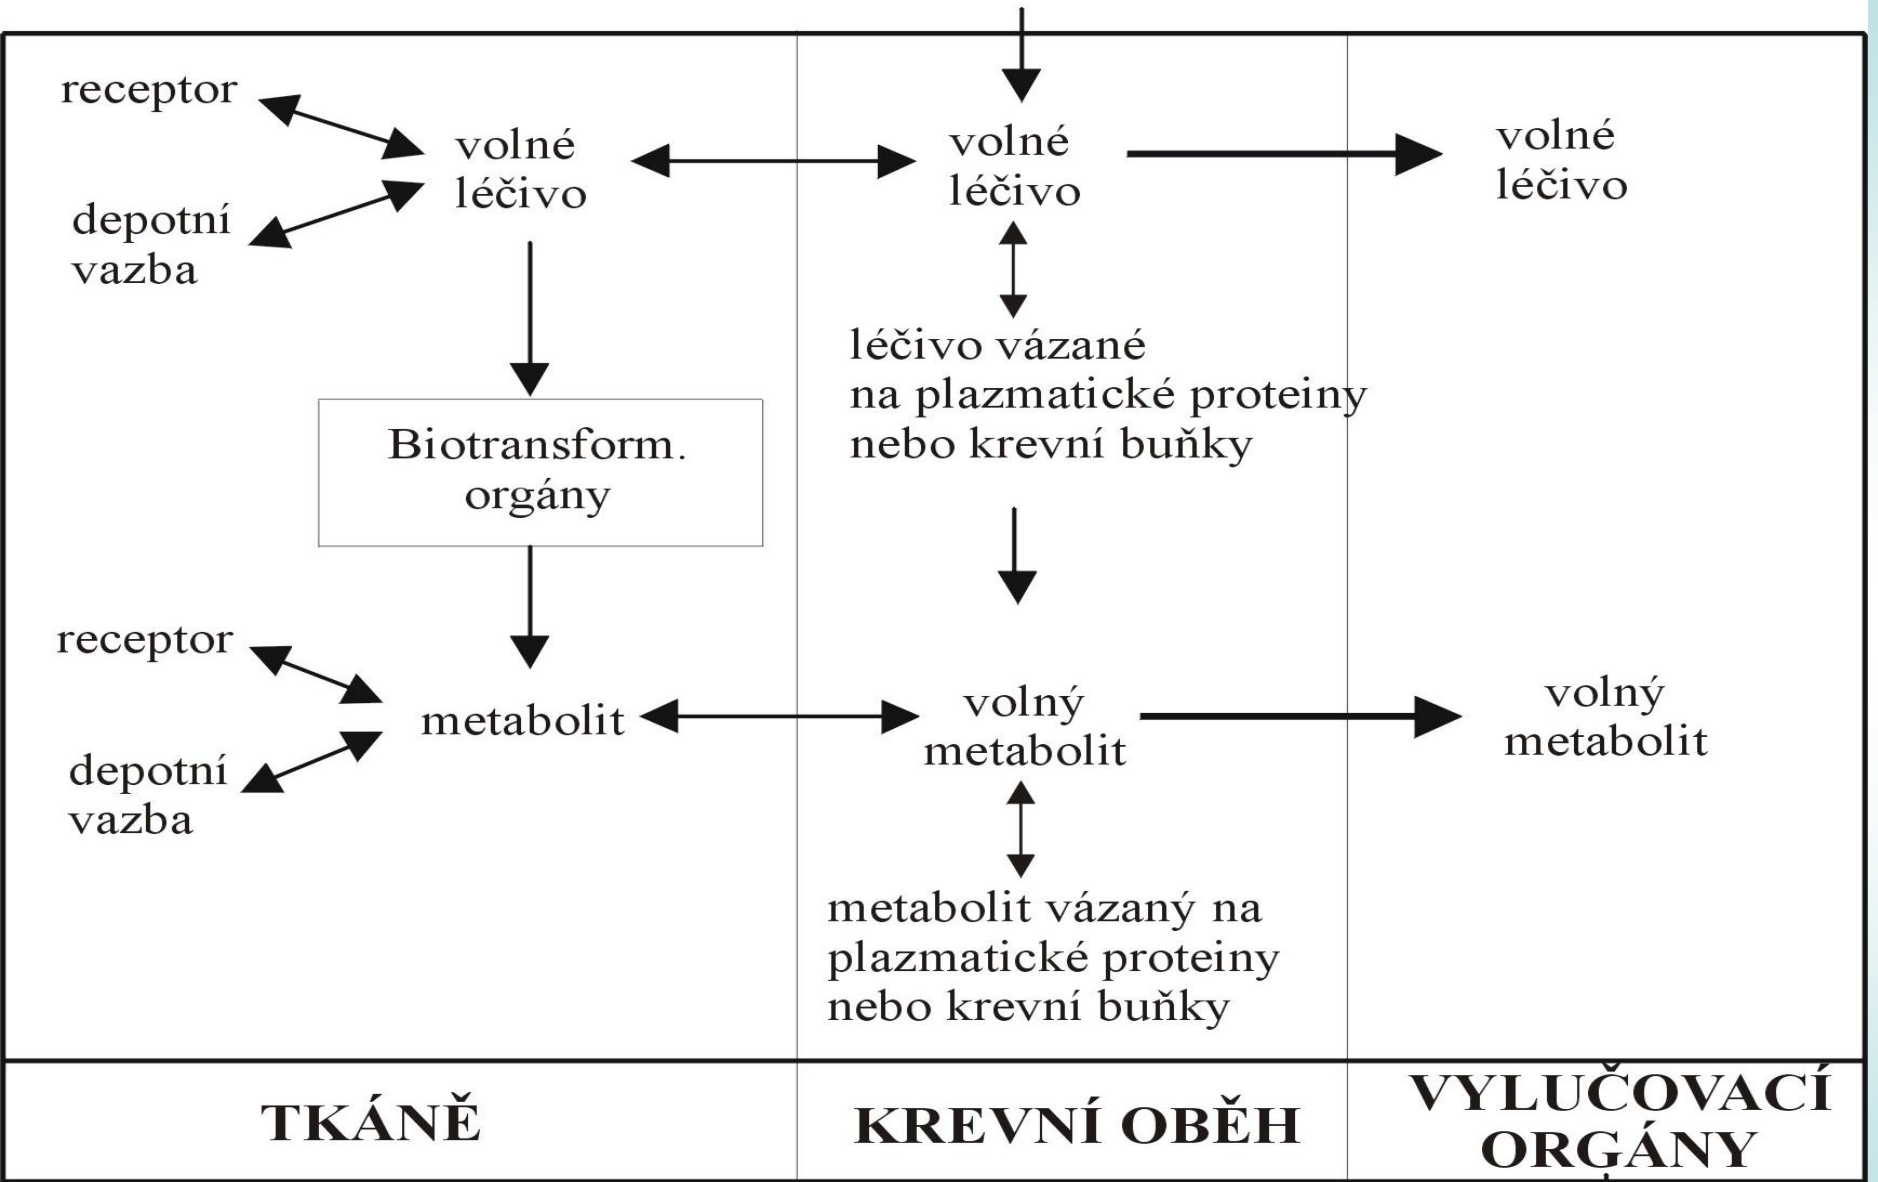 receptor
depotní
vazba
volné
léčivo
Biotransform.
orgány
receptor
depotní
vazba
metabolit
volné
léčivo
léčivo vázané
na plazmatické proteiny
nebo krevní buňky
volný
metabolit
metabolit vázaný na
plazmatické proteiny
nebo krevní buňky
volné
léčivo
volný
metabolit
TKÁNĚ
KREVNÍ OBĚH
VYLUČOVACÍ
ORGÁNY